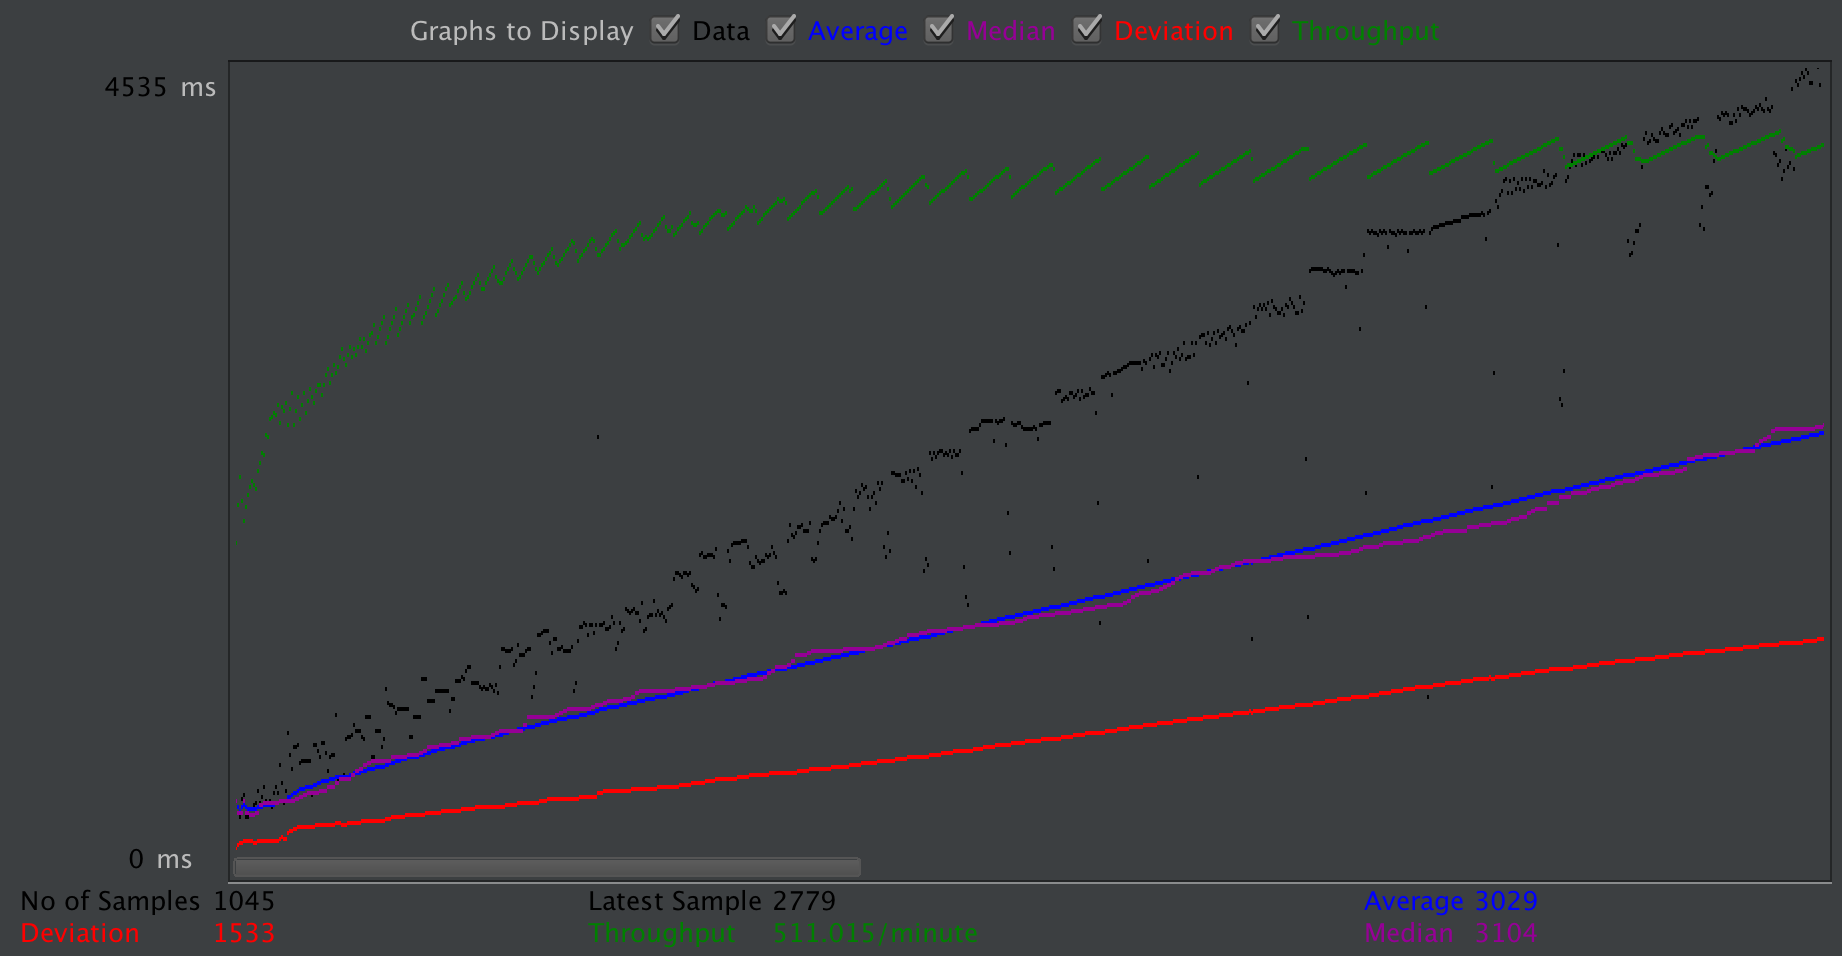 Graphs to Display Data Average Median Deviation Throughput
4535 ms
0 ms
No of Samples 1045 Latest Sample 2779 Average 3029
Deviation 1533 Throughput 511.015/minute Median 3104